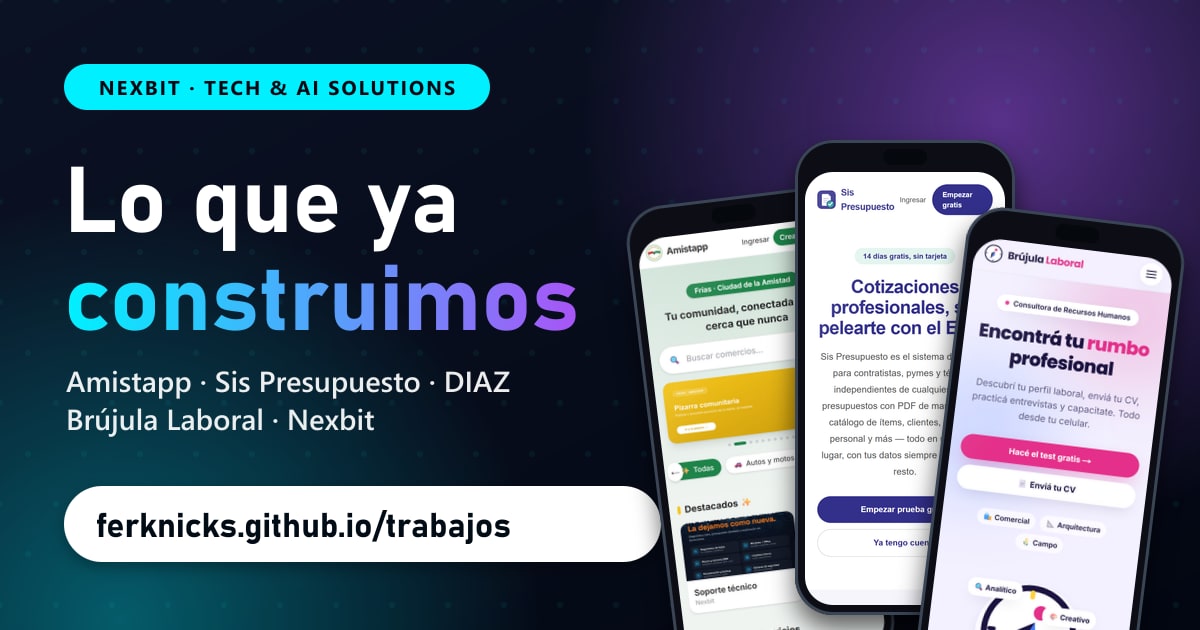 NEXBIT · TECH & AI SOLUTIONS
Lo que ya
construimos
Amistapp · Sis Presupuesto · DIAZ
Brújula Laboral · Nexbit
ferknicks.github.io/trabajos
Amistapp
Ingresar
Frías · Ciudad de la Amistad
Tu comunidad, conectada
cerca que nunca
Buscar comercios...
Pizarra comunitaria
Todas
Autos y motos
Destacados
La dejamos como nueva.
Soporte técnico
Nexbit
Sis
Presupuesto
Ingresar
Empezar
gratis
14 días gratis, sin tarjeta
Cotizaciones
profesionales, s
pelearte con el E
Sis Presupuesto es el sistema d
para contratistas, pymes y té
independientes de cualquie
presupuestos con PDF de mar
catálogo de ítems, clientes,
personal y más — todo en
lugar, con tus datos siempre
resto.
Empezar prueba g
Ya tengo cuen
Brújula Laboral
Consultora de Recursos Humanos
Encontrá tu rumbo
profesional
Descubrí tu perfil laboral, enviá tu CV,
practicá entrevistas y capacitate. Todo
desde tu celular.
Hacé el test gratis →
Enviá tu CV
Comercial
Arquitectura
Campo
Analítico
Creativo